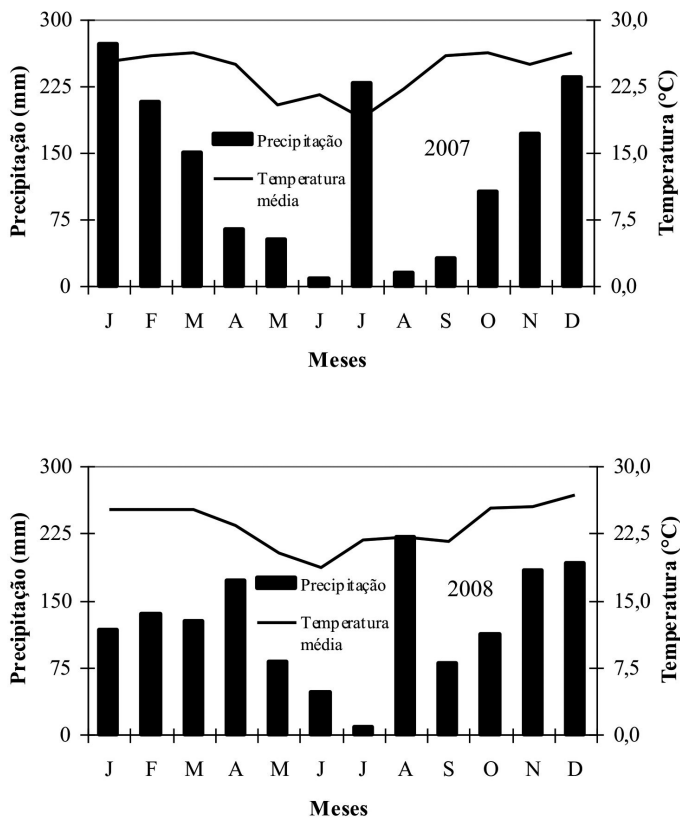 300
225
150
75
0
Precipitação (mm)
30,0
22,5
15,0
7,5
0,0
Temperatura (°C)
Precipitação
Temperatura
média
2007
J F M A M J J A S O N D
Meses
300
225
150
75
0
Precipitação (mm)
30,0
22,5
15,0
7,5
0,0
Temperatura (°C)
Precipitação
Temperatura
média
2008
J F M A M J J A S O N D
Meses